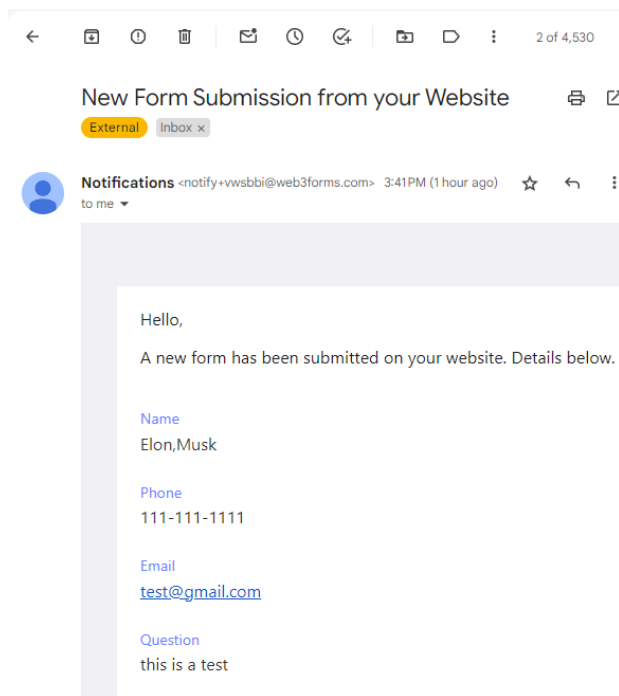 2 of 4,530
New Form Submission from your Website
External Inbox x
Notifications <notify+vwsbbi@web3forms.com> 3:41 PM (1 hour ago)
to me
Hello,
A new form has been submitted on your website. Details below.
Name
Elon,Musk
Phone
111-111-1111
Email
test@gmail.com
Question
this is a test